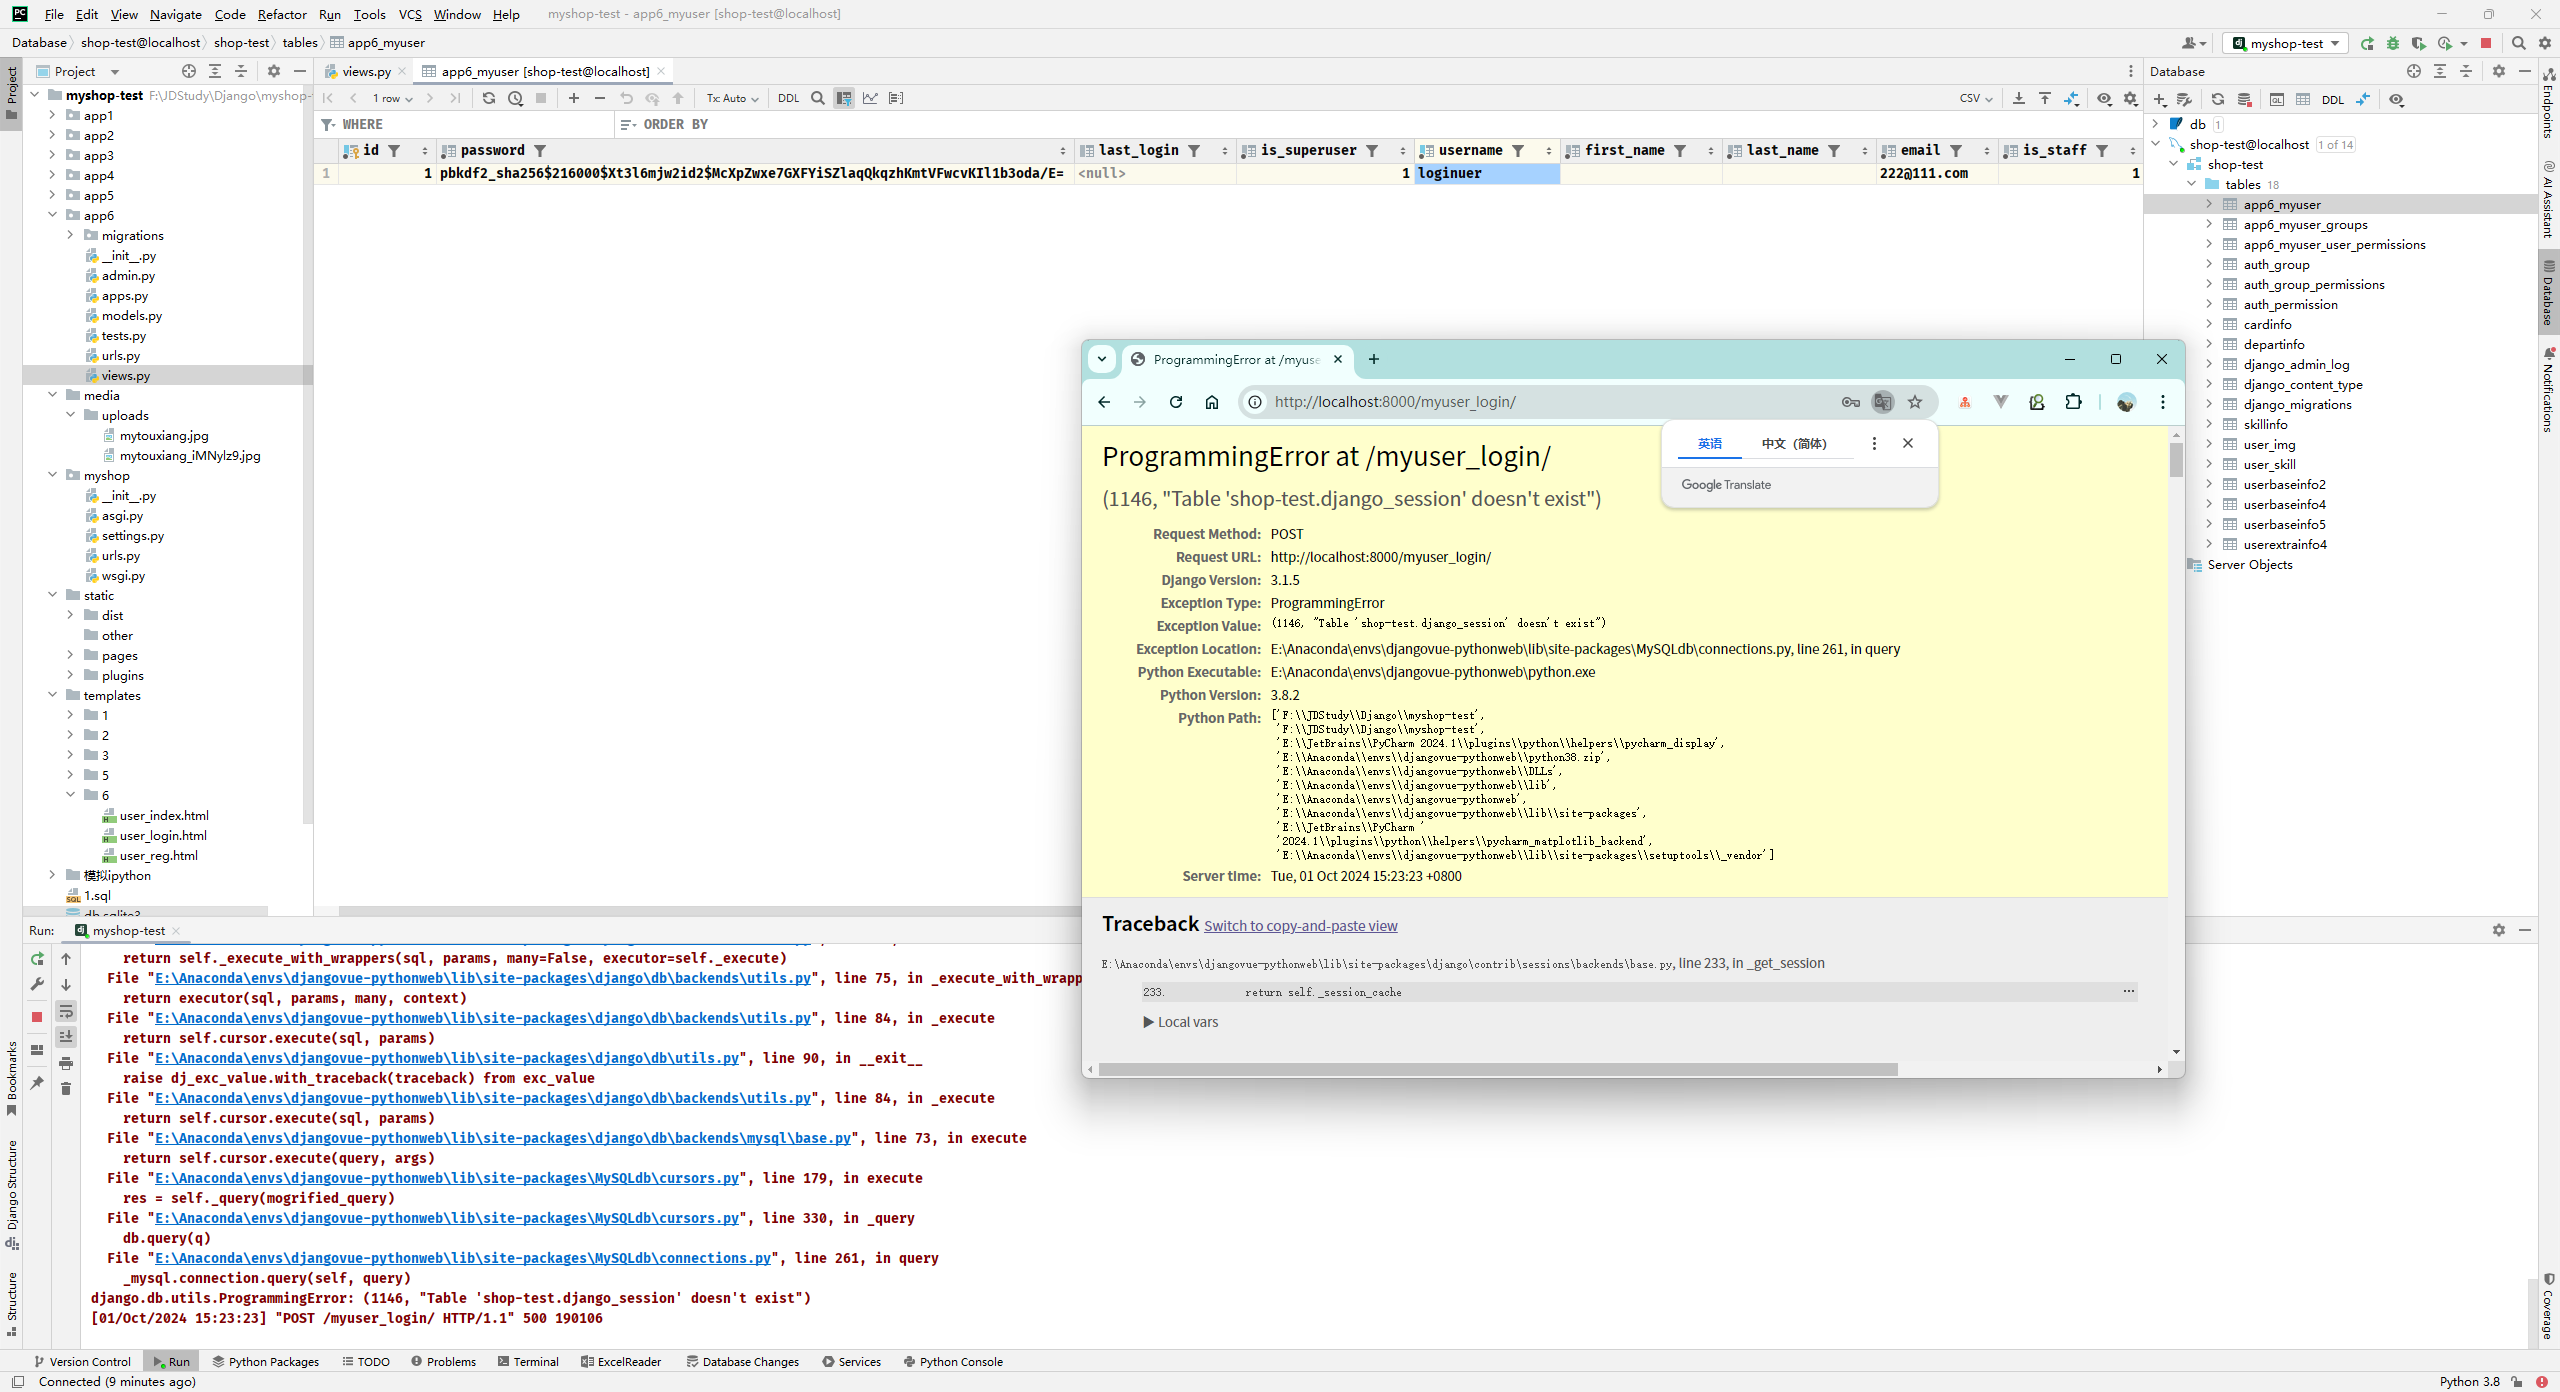 File Edit View Navigate Code Refactor Run Tools VCS Window Help myshop-test - app6_myuser [shop-test@localhost]
Database shop-test@localhost shop-test tables app6_myuser
myshop-test
Project
views.py
app6_myuser [shop-test@localhost]
Database
myshop-test F:\JDStudy\Django\myshop-
app1
app2
app3
app4
app5
app6
migrations
__init__.py
admin.py
apps.py
models.py
tests.py
urls.py
views.py
media
uploads
mytouxiang.jpg
mytouxiang_iMNylz9.jpg
myshop
__init__.py
asgi.py
settings.py
urls.py
wsgi.py
static
dist
other
pages
plugins
templates
1
2
3
5
6
user_index.html
user_login.html
user_reg.html
模拟ipython
1.sql
db.sqlite3
1 row Tx: Auto DDL CSV
WHERE ORDER BY
id password last_login is_superuser username first_name last_name email is_staff
1 1 pbkdf2_sha256$216000$Xt3l6mjw2id2$McXpZwxe7GXFYiSZlaqQkqzhKmtVFwcvKIl1b3oda/E= <null> 1 loginuer 222@111.com 1
DDL
db 1
shop-test@localhost 1 of 14
shop-test
tables 18
app6_myuser
app6_myuser_groups
app6_myuser_user_permissions
auth_group
auth_group_permissions
auth_permission
cardinfo
departinfo
django_admin_log
django_content_type
django_migrations
skillinfo
user_img
user_skill
userbaseinfo2
userbaseinfo4
userbaseinfo5
userextrainfo4
Server Objects
ProgrammingError at /myuse
http://localhost:8000/myuser_login/
英语 中文（简体）
Google Translate
ProgrammingError at /myuser_login/
(1146, "Table 'shop-test.django_session' doesn't exist")
Request Method: POST
Request URL: http://localhost:8000/myuser_login/
Django Version: 3.1.5
Exception Type: ProgrammingError
Exception Value: (1146, "Table 'shop-test.django_session' doesn't exist")
Exception Location: E:\Anaconda\envs\djangovue-pythonweb\lib\site-packages\MySQLdb\connections.py, line 261, in query
Python Executable: E:\Anaconda\envs\djangovue-pythonweb\python.exe
Python Version: 3.8.2
Python Path: ['F:\\JDStudy\\Django\\myshop-test',
'F:\\JDStudy\\Django\\myshop-test',
'E:\\JetBrains\\PyCharm 2024.1\\plugins\\python\\helpers\\pycharm_display',
'E:\\Anaconda\\envs\\djangovue-pythonweb\\python38.zip',
'E:\\Anaconda\\envs\\djangovue-pythonweb\\DLLs',
'E:\\Anaconda\\envs\\djangovue-pythonweb\\lib',
'E:\\Anaconda\\envs\\djangovue-pythonweb',
'E:\\Anaconda\\envs\\djangovue-pythonweb\\lib\\site-packages',
'E:\\JetBrains\\PyCharm '
'2024.1\\plugins\\python\\helpers\\pycharm_matplotlib_backend',
'E:\\Anaconda\\envs\\djangovue-pythonweb\\lib\\site-packages\\setuptools\\_vendor']
Server time: Tue, 01 Oct 2024 15:23:23 +0800
Traceback Switch to copy-and-paste view
E:\Anaconda\envs\djangovue-pythonweb\lib\site-packages\django\contrib\sessions\backends\base.py, line 233, in _get_session
233. return self._session_cache …
▶ Local vars
Run: myshop-test
return self._execute_with_wrappers(sql, params, many=False, executor=self._execute)
File "E:\Anaconda\envs\djangovue-pythonweb\lib\site-packages\django\db\backends\utils.py", line 75, in _execute_with_wrapp
return executor(sql, params, many, context)
File "E:\Anaconda\envs\djangovue-pythonweb\lib\site-packages\django\db\backends\utils.py", line 84, in _execute
return self.cursor.execute(sql, params)
File "E:\Anaconda\envs\djangovue-pythonweb\lib\site-packages\django\db\utils.py", line 90, in __exit__
raise dj_exc_value.with_traceback(traceback) from exc_value
File "E:\Anaconda\envs\djangovue-pythonweb\lib\site-packages\django\db\backends\utils.py", line 84, in _execute
return self.cursor.execute(sql, params)
File "E:\Anaconda\envs\djangovue-pythonweb\lib\site-packages\django\db\backends\mysql\base.py", line 73, in execute
return self.cursor.execute(query, args)
File "E:\Anaconda\envs\djangovue-pythonweb\lib\site-packages\MySQLdb\cursors.py", line 179, in execute
res = self._query(mogrified_query)
File "E:\Anaconda\envs\djangovue-pythonweb\lib\site-packages\MySQLdb\cursors.py", line 330, in _query
db.query(q)
File "E:\Anaconda\envs\djangovue-pythonweb\lib\site-packages\MySQLdb\connections.py", line 261, in query
_mysql.connection.query(self, query)
django.db.utils.ProgrammingError: (1146, "Table 'shop-test.django_session' doesn't exist")
[01/Oct/2024 15:23:23] "POST /myuser_login/ HTTP/1.1" 500 190106
Project
Bookmarks
Django Structure
Structure
Endpoints
AI Assistant
Database
Notifications
Coverage
Version Control Run Python Packages TODO Problems Terminal ExcelReader Database Changes Services Python Console
Connected (9 minutes ago) Python 3.8